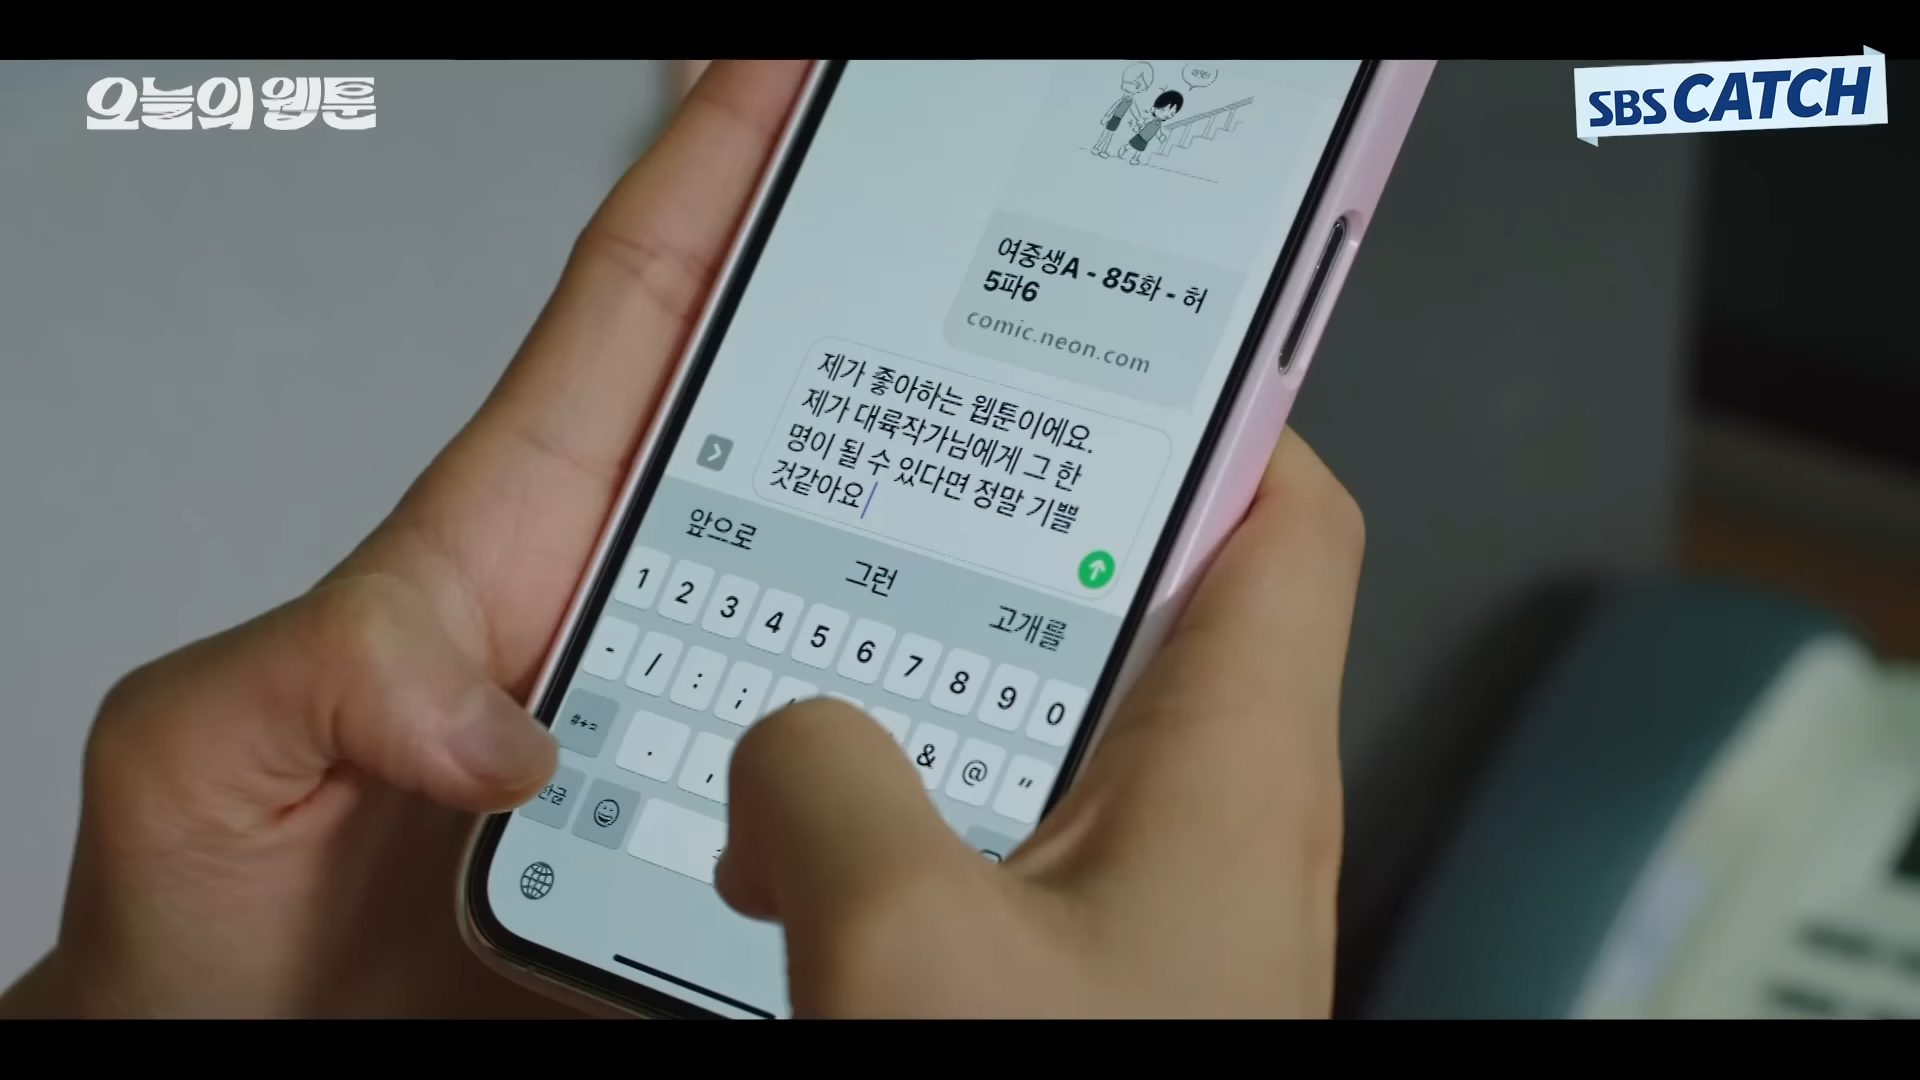 오늘의 웹툰
SBS CATCH
여중생A - 85화 - 허
5파6
comic.neon.com
제가 좋아하는 웹툰이에요.
제가 대륙작가님에게 그 한
명이 될 수 있다면 정말 기쁠
것같아요
앞으로 그런 고개를
1 2 3 4 5 6 7 8 9 0
- / : ; & @ "
#+=
. ,
한글